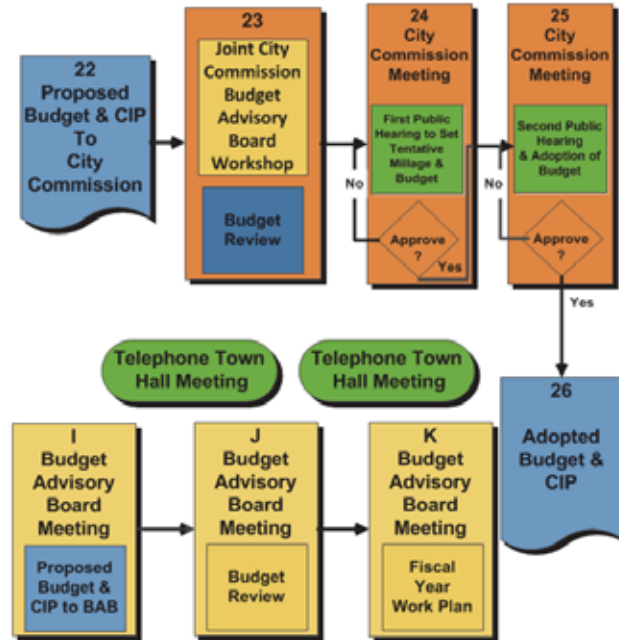 22
Proposed
Budget & CIP
To
City
Commission
23
Joint City
Commission
Budget
Advisory
Board
Workshop
Budget
Review
24
City
Commission
Meeting
First Public
Hearing to Set
Tentative
Millage &
Budget
No
Approve
?
Yes
25
City
Commission
Meeting
Second Public
Hearing
& Adoption of
Budget
No
Approve
?
Yes
26
Adopted
Budget &
CIP
Telephone Town
Hall Meeting
Telephone Town
Hall Meeting
I
Budget
Advisory
Board
Meeting
Proposed
Budget &
CIP to BAB
J
Budget
Advisory
Board
Meeting
Budget
Review
K
Budget
Advisory
Board
Meeting
Fiscal
Year
Work Plan